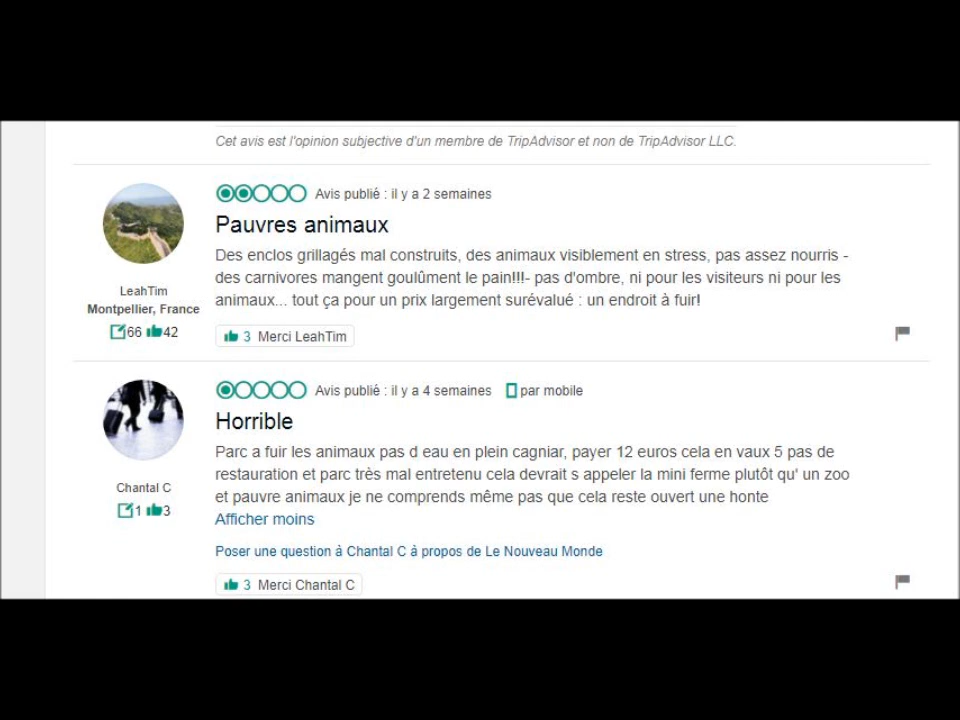 Cet avis est l'opinion subjective d'un membre de TripAdvisor et non de TripAdvisor LLC.
Avis publié : il y a 2 semaines
Pauvres animaux
Des enclos grillagés mal construits, des animaux visiblement en stress, pas assez nourris -
des carnivores mangent goulûment le pain!!!- pas d'ombre, ni pour les visiteurs ni pour les
animaux... tout ça pour un prix largement surévalué : un endroit à fuir!
LeahTim
Montpellier, France
66 42
3 Merci LeahTim
Avis publié : il y a 4 semaines par mobile
Horrible
Parc a fuir les animaux pas d eau en plein cagniar, payer 12 euros cela en vaux 5 pas de
restauration et parc très mal entretenu cela devrait s appeler la mini ferme plutôt qu' un zoo
et pauvre animaux je ne comprends même pas que cela reste ouvert une honte
Afficher moins
Chantal C
1 3
Poser une question à Chantal C à propos de Le Nouveau Monde
3 Merci Chantal C